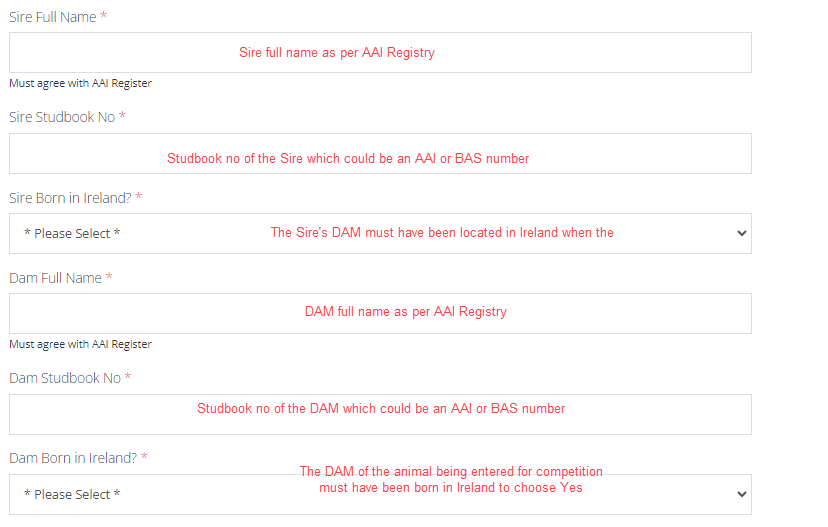 Sire Full Name *
Sire full name as per AAI Registry
Must agree with AAI Register
Sire Studbook No *
Studbook no of the Sire which could be an AAI or BAS number
Sire Born in Ireland? *
* Please Select * The Sire's DAM must have been located in Ireland when the
Dam Full Name *
DAM full name as per AAI Registry
Must agree with AAI Register
Dam Studbook No *
Studbook no of the DAM which could be an AAI or BAS number
Dam Born in Ireland? *
The DAM of the animal being entered for competition
must have been born in Ireland to choose Yes
* Please Select *